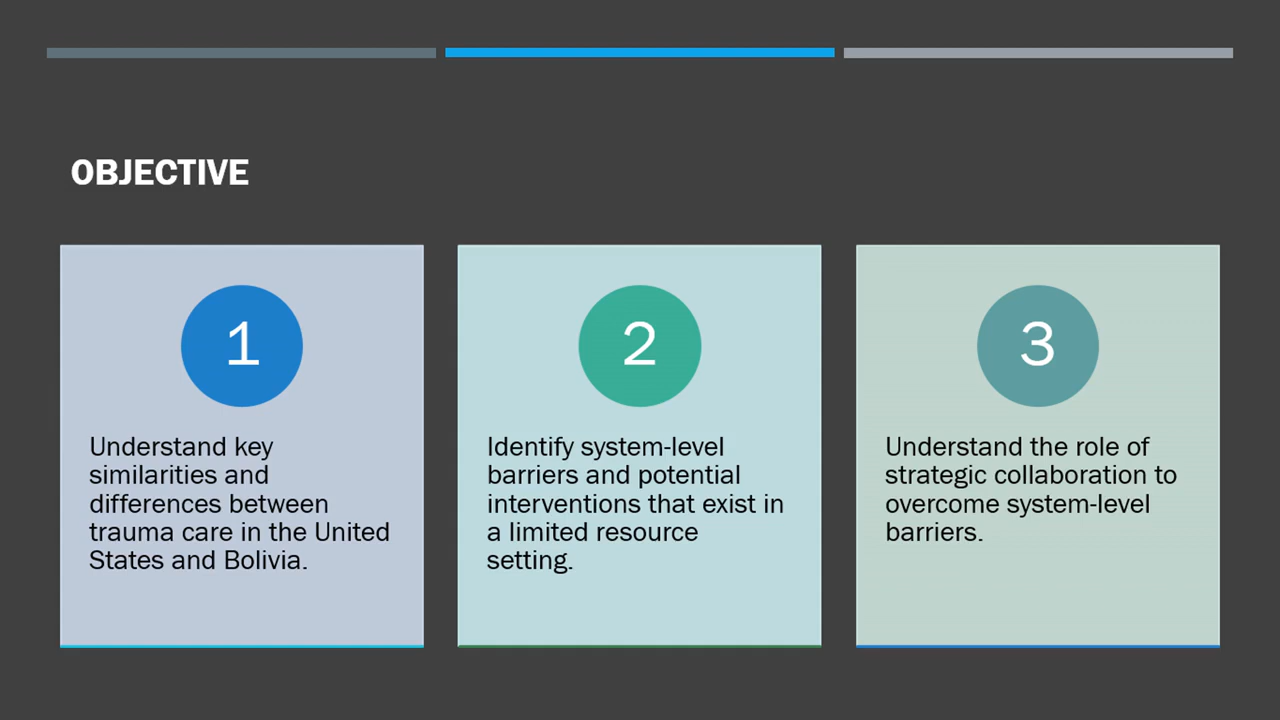 OBJECTIVE
1
Understand key
similarities and
differences between
trauma care in the United
States and Bolivia.
2
Identify system-level
barriers and potential
interventions that exist in
a limited resource
setting.
3
Understand the role of
strategic collaboration to
overcome system-level
barriers.